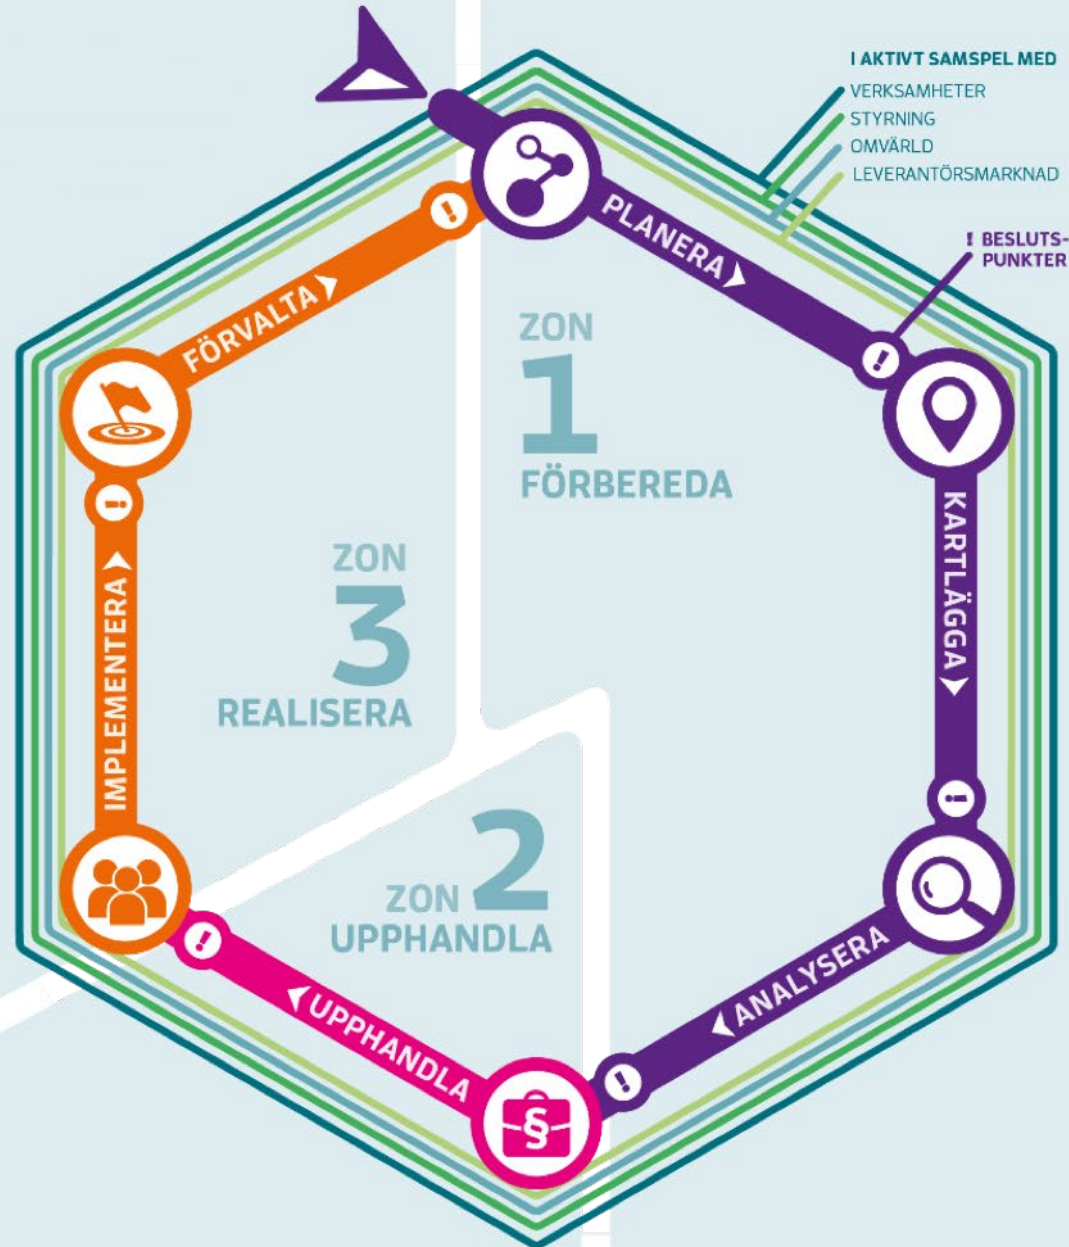 I AKTIVT SAMSPEL MED
VERKSAMHETER
STYRNING
OMVÄRLD
LEVERANTÖRSMARKNAD
! BESLUTS-
PUNKTER
PLANERA
!
KARTLÄGGA
!
ANALYSERA
!
§
UPPHANDLA
!
IMPLEMENTERA
!
FÖRVALTA
!
ZON
1
FÖRBEREDA
ZON 2
UPPHANDLA
ZON
3
REALISERA